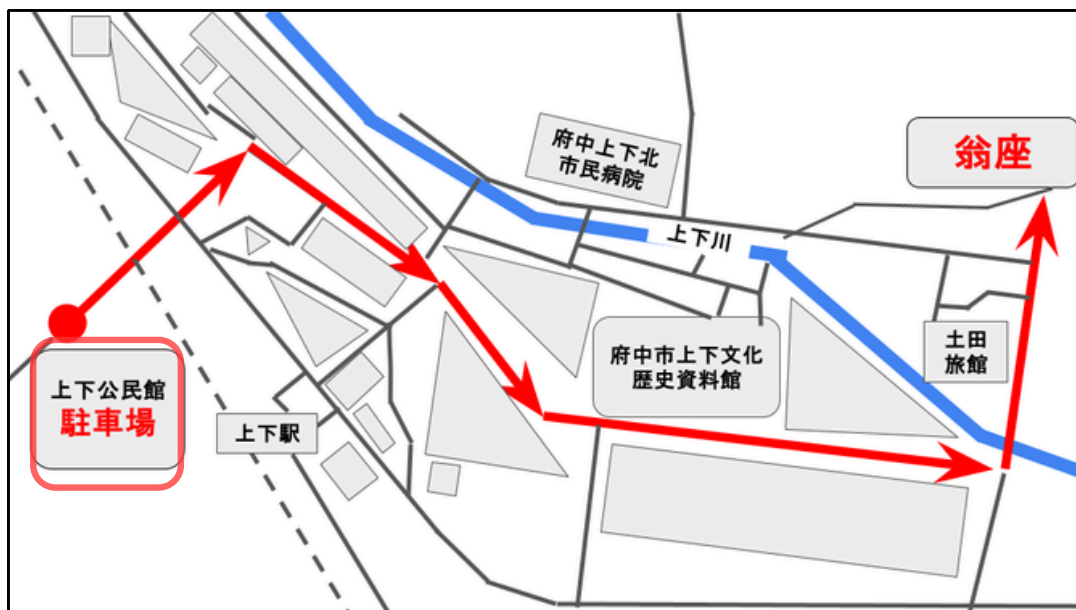 府中上下北
市民病院
翁座
上下川
上下公民館
駐車場
上下駅
府中市上下文化
歴史資料館
土田
旅館